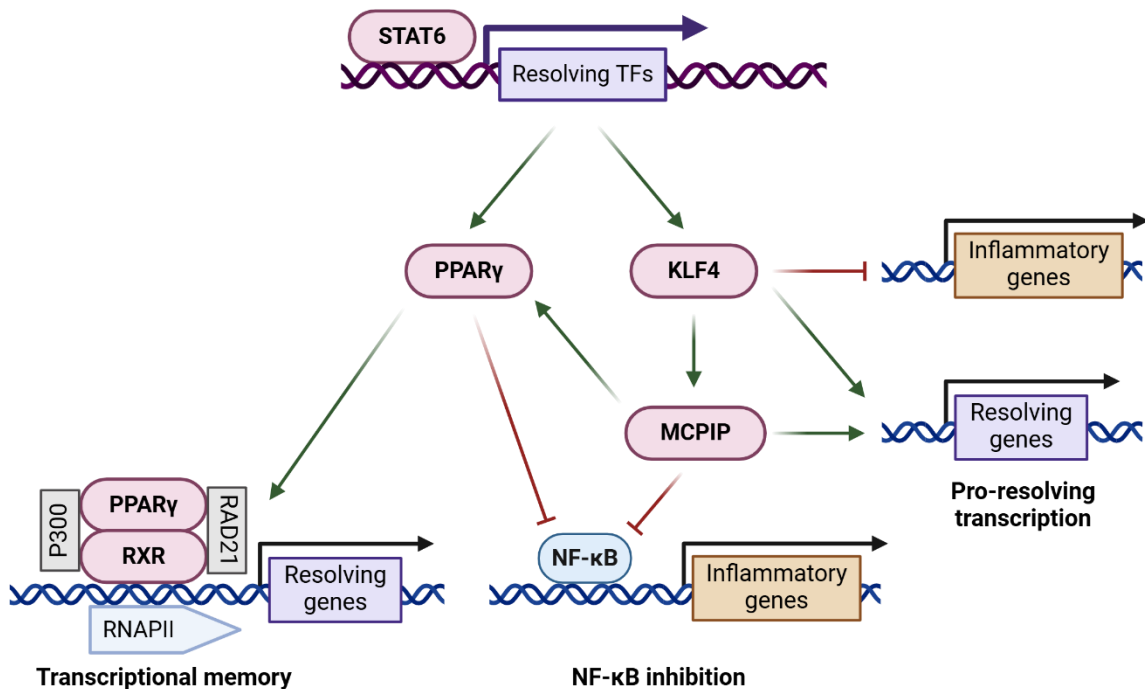 STAT6
Resolving TFs
PPARγ
KLF4
Inflammatory
genes
MCPIP
Resolving
genes
Pro-resolving
transcription
P300
PPARγ
RXR
RAD21
Resolving
genes
RNAPII
Transcriptional memory
NF-κB
Inflammatory
genes
NF-κB inhibition